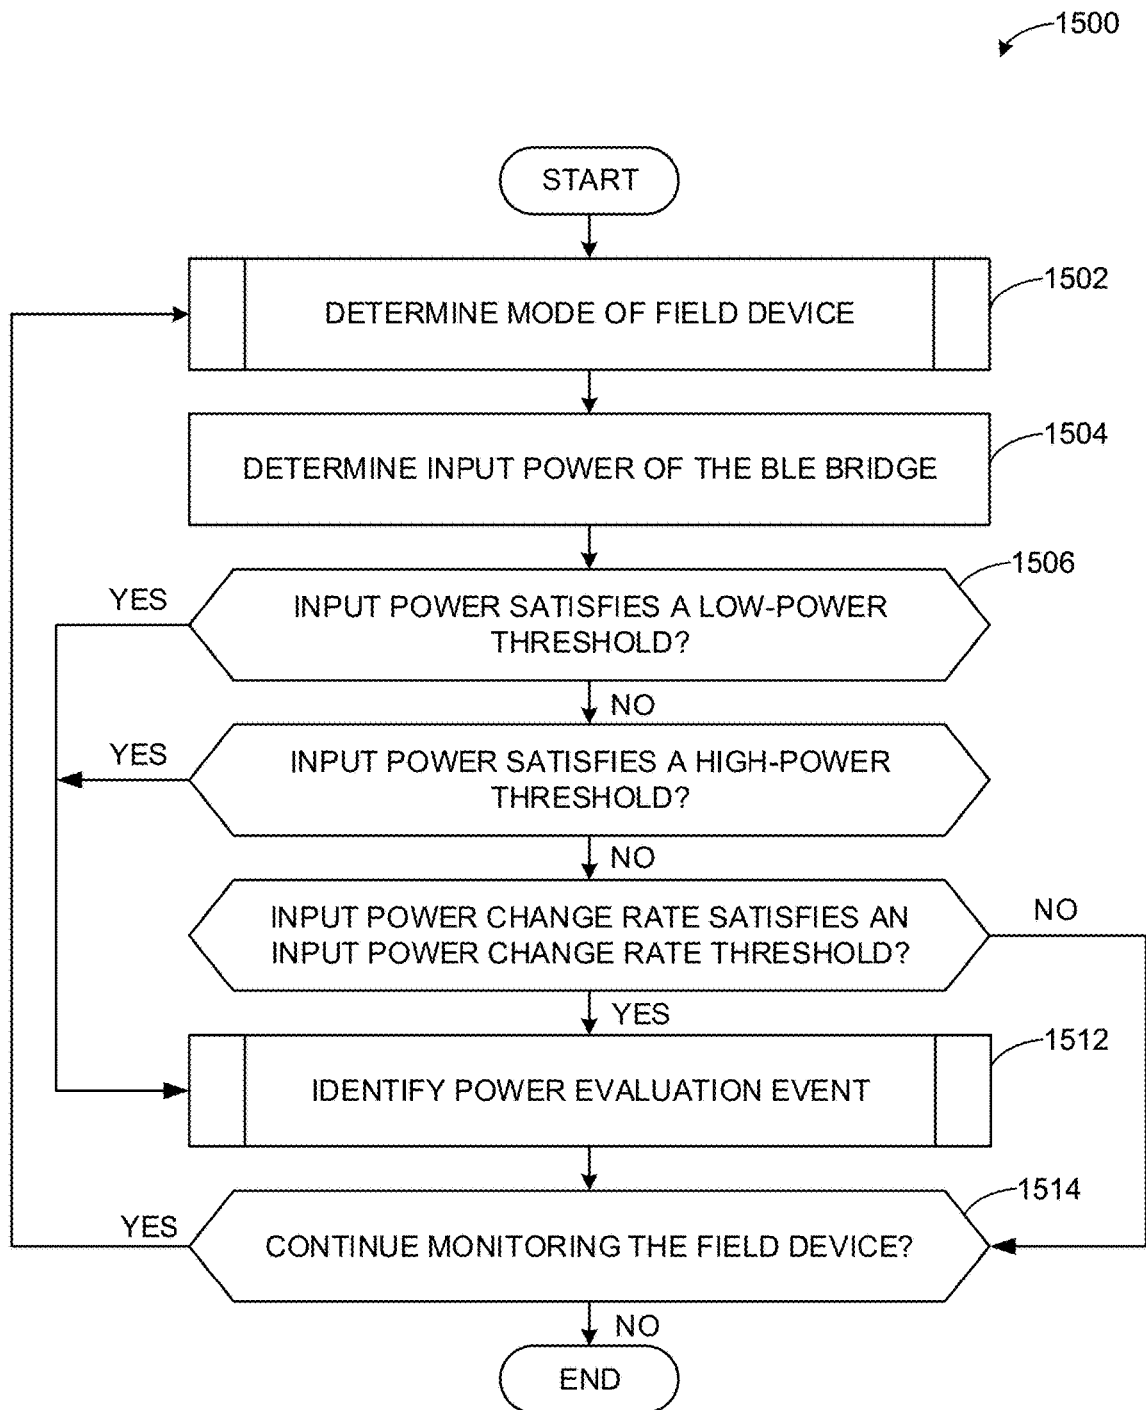 1500
START
DETERMINE MODE OF FIELD DEVICE
1502
DETERMINE INPUT POWER OF THE BLE BRIDGE
1504
1506
YES
INPUT POWER SATISFIES A LOW-POWER
THRESHOLD?
NO
YES
INPUT POWER SATISFIES A HIGH-POWER
THRESHOLD?
NO
INPUT POWER CHANGE RATE SATISFIES AN
INPUT POWER CHANGE RATE THRESHOLD?
NO
YES
1512
IDENTIFY POWER EVALUATION EVENT
1514
YES
CONTINUE MONITORING THE FIELD DEVICE?
NO
END